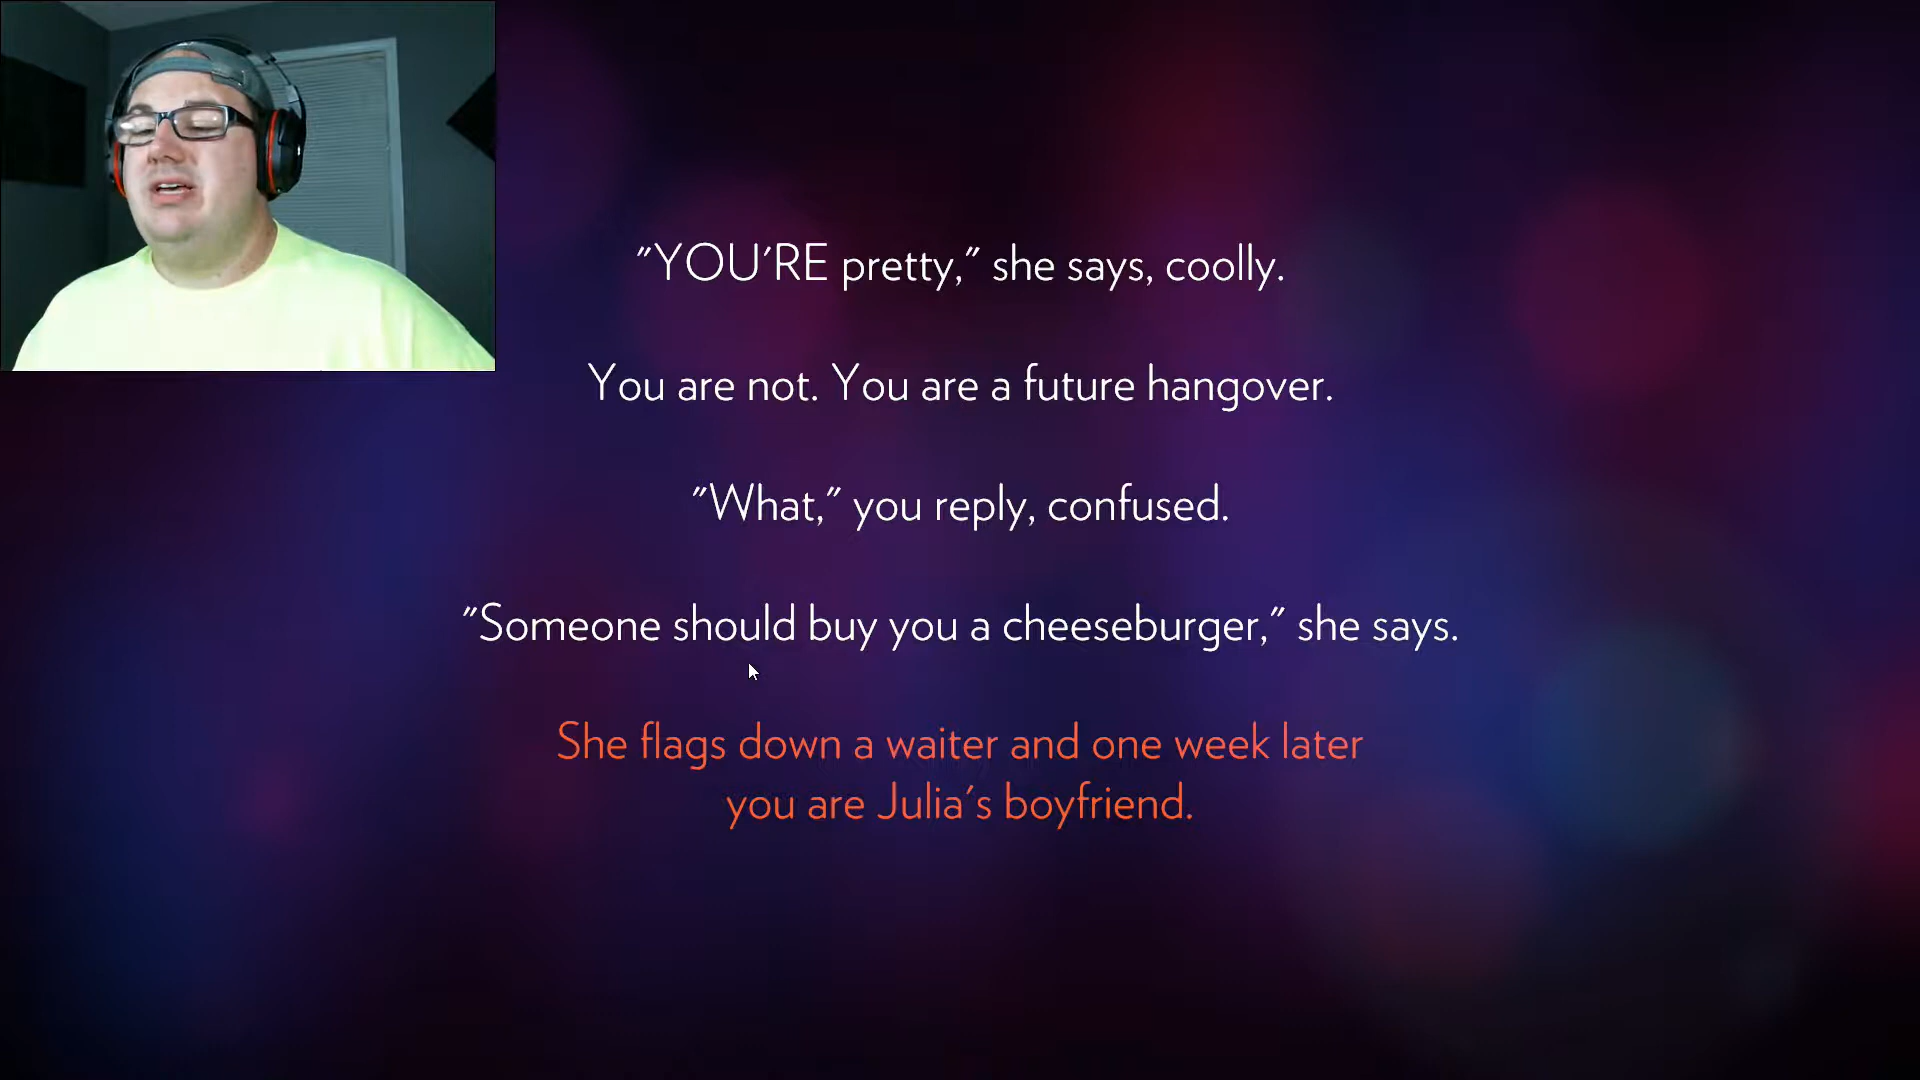 "YOU'RE pretty," she says, coolly.
You are not. You are a future hangover.
"What," you reply, confused.
"Someone should buy you a cheeseburger," she says.
She flags down a waiter and one week later
you are Julia's boyfriend.